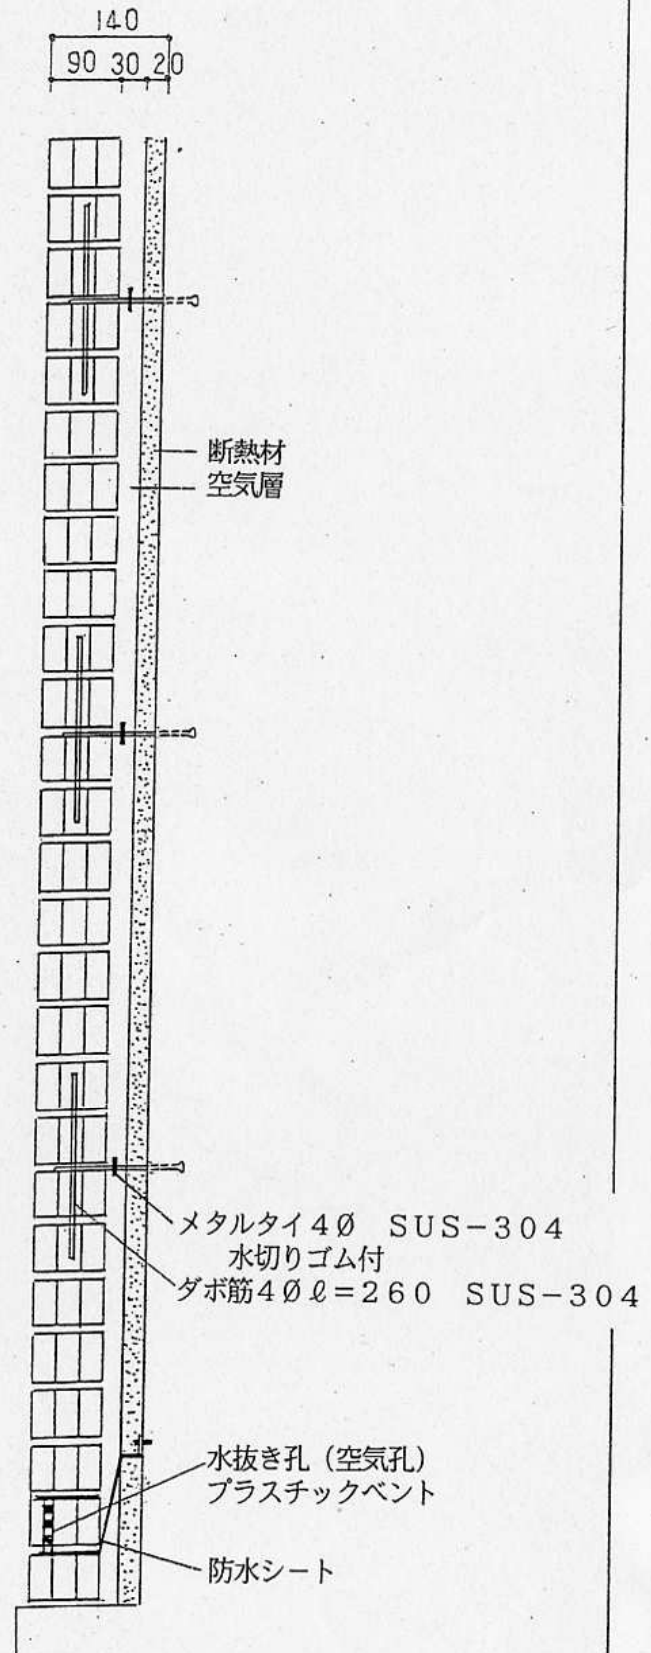 140
90 30 20
断熱材
空気層
メタルタイ4Ø SUS-304
水切りゴム付
ダボ筋4Øℓ=260 SUS-304
水抜き孔(空気孔)
プラスチックベント
防水シート